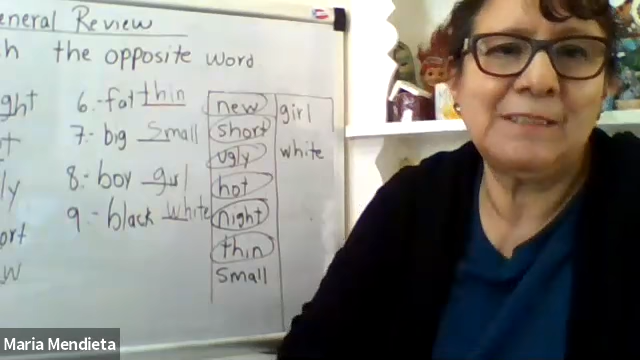 eneral Review
h the opposite word
ght 6.- fat thin
ot 7.- big small
ly 8.- boy girl
ort 9.- black white
w
new girl
short
ugly white
hot
night
thin
small
Maria Mendieta